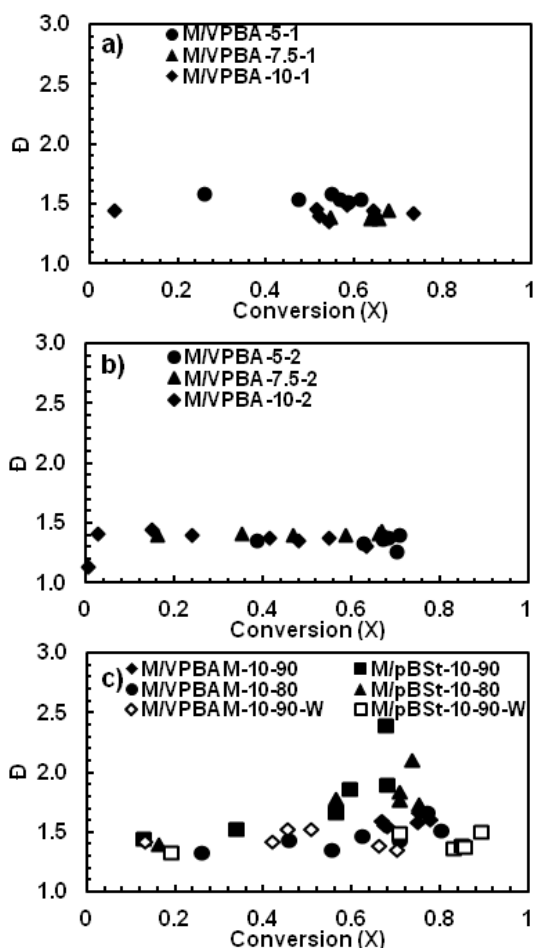 3.0
a)
M/VPBA-5-1
M/VPBA-7.5-1
M/VPBA-10-1
2.5
Đ
2.0
1.5
1.0
0 0.2 0.4 0.6 0.8 1
Conversion (X)
3.0
b)
M/VPBA-5-2
M/VPBA-7.5-2
M/VPBA-10-2
2.5
Đ
2.0
1.5
1.0
0 0.2 0.4 0.6 0.8 1
Conversion (X)
3.0
c)
M/VPBAM-10-90 M/pBSt-10-90
M/VPBAM-10-80 M/pBSt-10-80
M/VPBAM-10-90-W M/pBSt-10-90-W
2.5
Đ
2.0
1.5
1.0
0 0.2 0.4 0.6 0.8 1
Conversion (X)